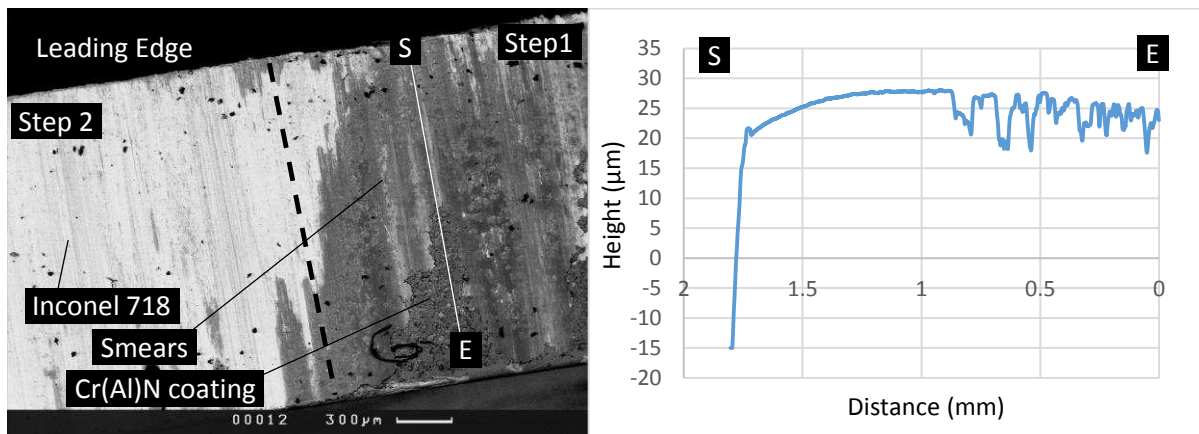 Leading Edge
S
Step1
Step 2
Inconel 718
Smears
Cr(Al)N coating
E
00012 300µm
S
E
Height (µm)
35
30
25
20
15
10
5
0
-5
-10
-15
-20
2
1.5
1
0.5
0
Distance (mm)